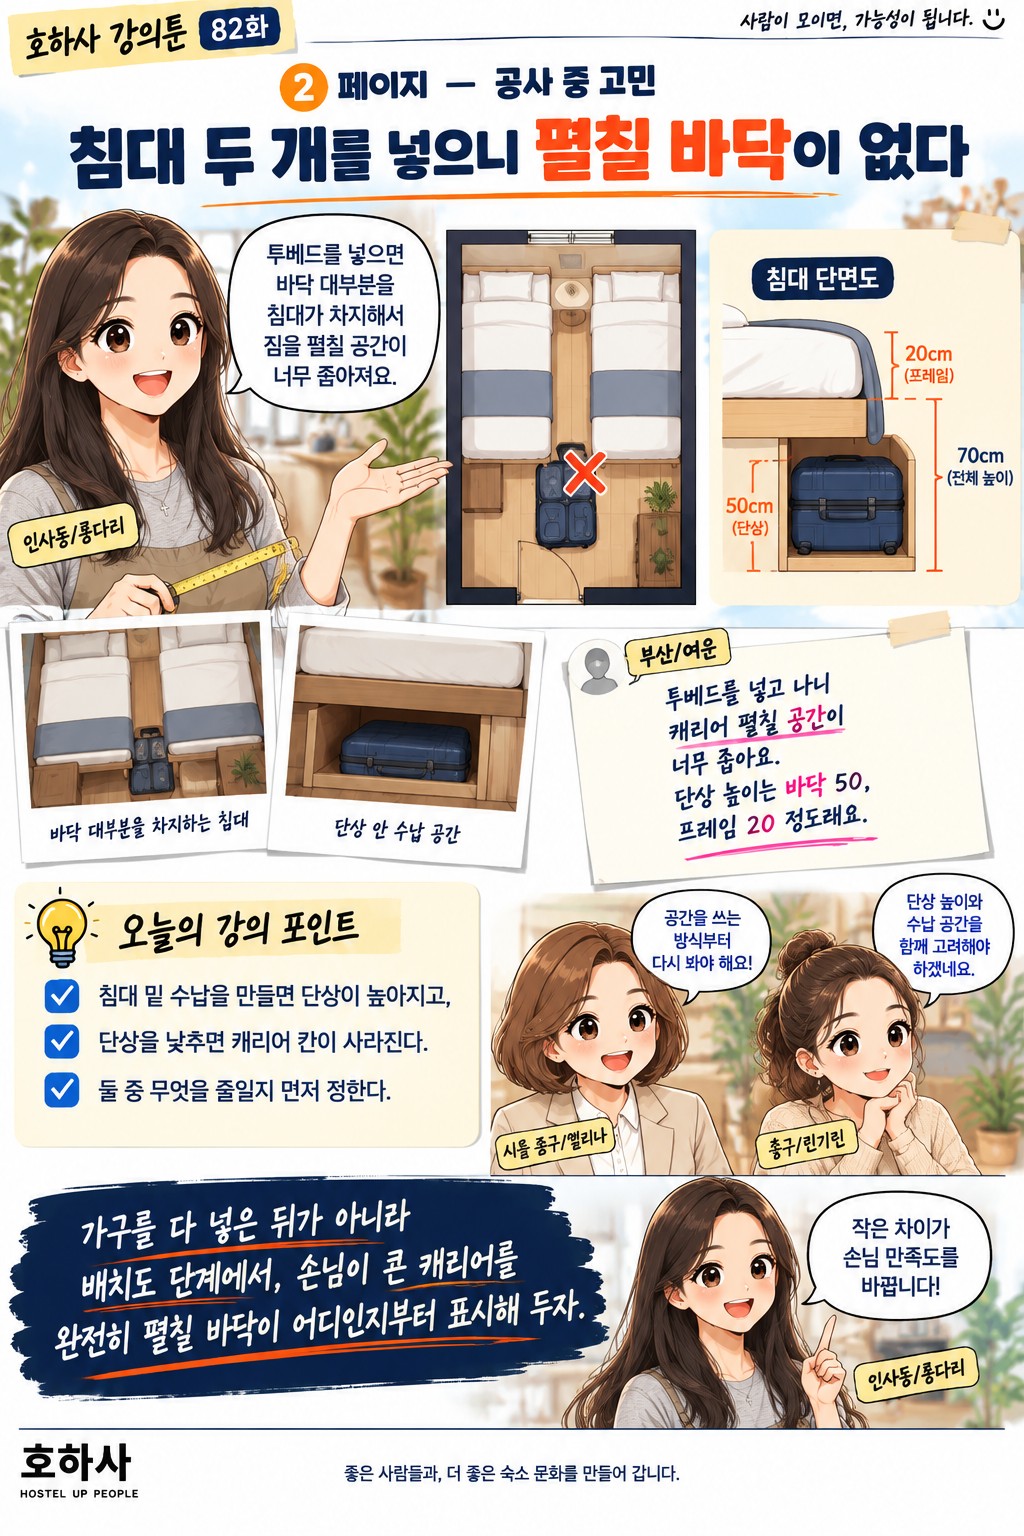 호하사 강의툰 82화
사람이 모이면, 가능성이 됩니다.
2 페이지 — 공사 중 고민
침대 두 개를 넣으니 펼칠 바닥이 없다
투베드를 넣으면
바닥 대부분을
침대가 차지해서
짐을 펼칠 공간이
너무 좁아져요.
인사동/롱다리
침대 단면도
20cm
(프레임)
70cm
(전체 높이)
50cm
(단상)
바닥 대부분을 차지하는 침대
단상 안 수납 공간
부산/여운
투베드를 넣고 나니
캐리어 펼칠 공간이
너무 좁아요.
단상 높이는 바닥 50,
프레임 20 정도래요.
오늘의 강의 포인트
침대 밑 수납을 만들면 단상이 높아지고,
단상을 낮추면 캐리어 칸이 사라진다.
둘 중 무엇을 줄일지 먼저 정한다.
공간을 쓰는
방식부터
다시 봐야 해요!
단상 높이와
수납 공간을
함께 고려해야
하겠네요.
시을 종구/엘리나
충구/린기린
가구를 다 넣은 뒤가 아니라
배치도 단계에서, 손님이 큰 캐리어를
완전히 펼칠 바닥이 어디인지부터 표시해 두자.
작은 차이가
손님 만족도를
바꿉니다!
인사동/롱다리
호하사
HOSTEL UP PEOPLE
좋은 사람들과, 더 좋은 숙소 문화를 만들어 갑니다.